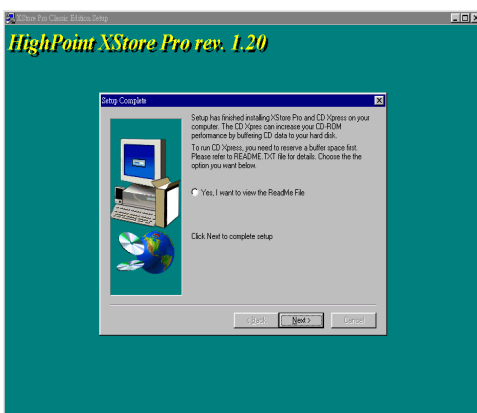 XStore Pro Classic Edition Setup
HighPoint XStore Pro rev. 1.20
Setup Complete
Setup has finished installing XStore Pro and CD Xpress on your
computer. The CD Xpres can increase your CD-ROM
performance by buffering CD data to your hard disk.
To run CD Xpress, you need to reserve a buffer space first.
Please refer to README.TXT file for details. Choose the the
option you want below.
Yes, I want to view the ReadMe File
Click Next to complete setup
< Back
Next >
Cancel